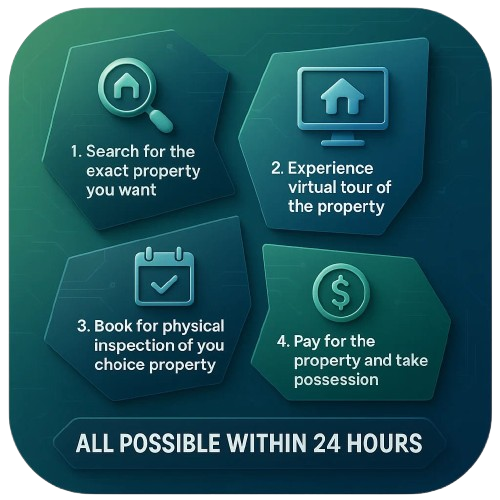 1. Search for the
exact property
you want
2. Experience
virtual tour of
the property
3. Book for physical
inspection of you
choice property
$
4. Pay for the
property and take
possession
ALL POSSIBLE WITHIN 24 HOURS